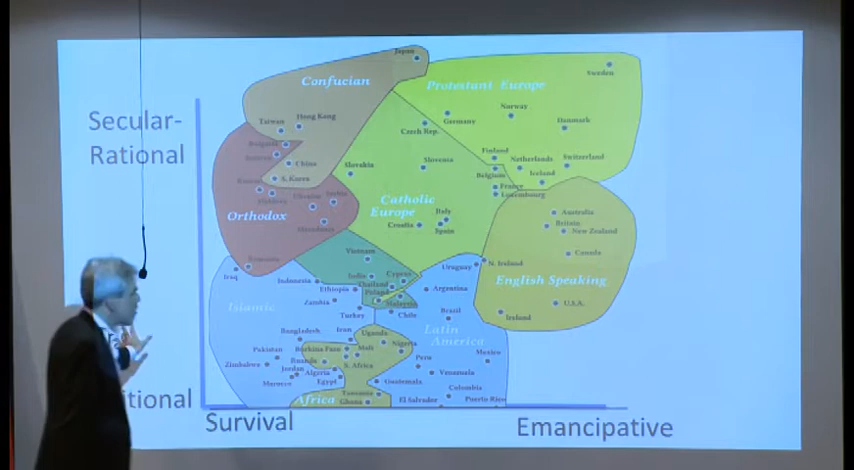 Secular-
Rational
itional
Survival
Emancipative
Confucian
Japan
Taiwan
Hong Kong
China
S. Korea
Protestant Europe
Sweden
Norway
Germany
Denmark
Czech Rep.
Finland
Netherlands
Switzerland
Iceland
Belgium
France
Luxembourg
Slovakia
Slovenia
Catholic
Europe
Italy
Croatia
Spain
Orthodox
Ukraine
Romania
Australia
Britain
New Zealand
Canada
N. Ireland
English Speaking
U.S.A.
Ireland
Vietnam
India
Cyprus
Thailand
Poland
Malaysia
Uruguay
Argentina
Iraq
Indonesia
Ethiopia
Zambia
Turkey
Chile
Brazil
Islamic
Latin
America
Bangladesh
Iran
Uganda
Nigeria
Pakistan
Burkina Faso
Mali
Mexico
Zimbabwe
Rwanda
S. Africa
Peru
Jordan
Algeria
Venezuela
Morocco
Egypt
Guatemala
Colombia
Tanzania
Ghana
Africa
El Salvador
Puerto Rico